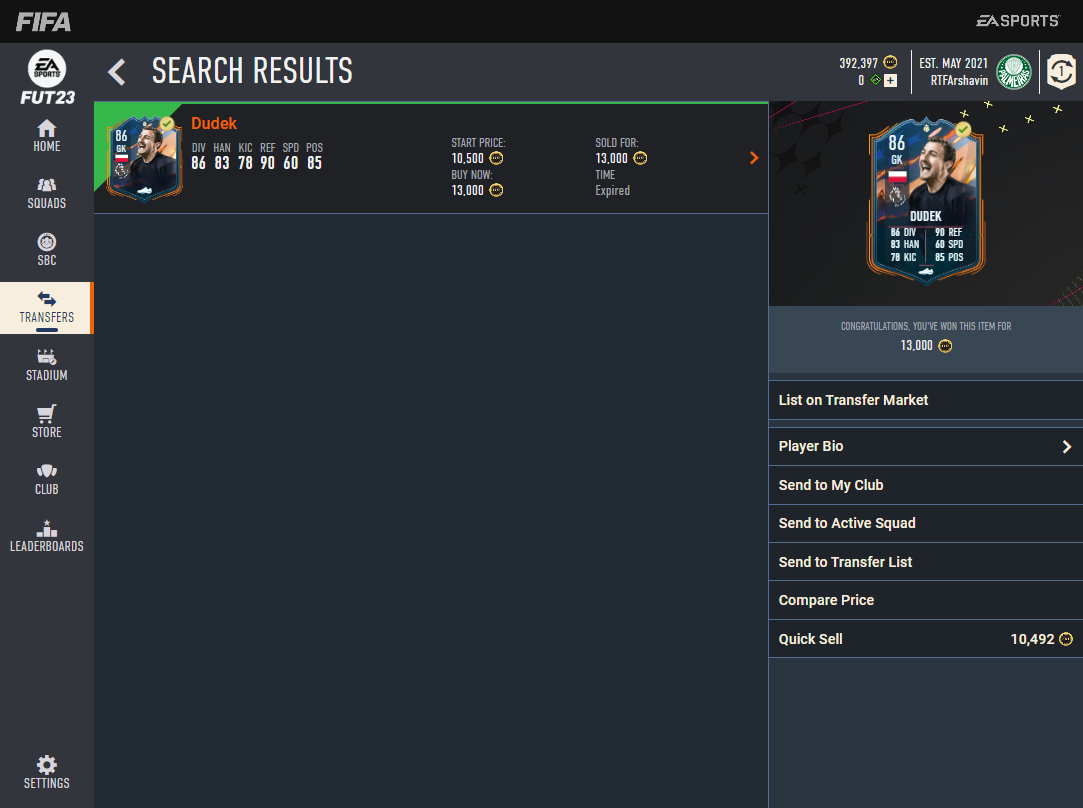 FIFA
EA SPORTS
EA SPORTS
FUT23
HOME
SQUADS
SBC
TRANSFERS
STADIUM
STORE
CLUB
LEADERBOARDS
SETTINGS
SEARCH RESULTS
392,397
0
EST. MAY 2021
RTFArshavin
1
86
GK
Dudek
DIV HAN KIC REF SPD POS
86 83 78 90 60 85
START PRICE:
10,500
BUY NOW:
13,000
SOLD FOR:
13,000
TIME
Expired
86
GK
DUDEK
86 DIV 90 REF
83 HAN 60 SPD
78 KIC 85 POS
CONGRATULATIONS, YOU'VE WON THIS ITEM FOR
13,000
List on Transfer Market
Player Bio
Send to My Club
Send to Active Squad
Send to Transfer List
Compare Price
Quick Sell 10,492